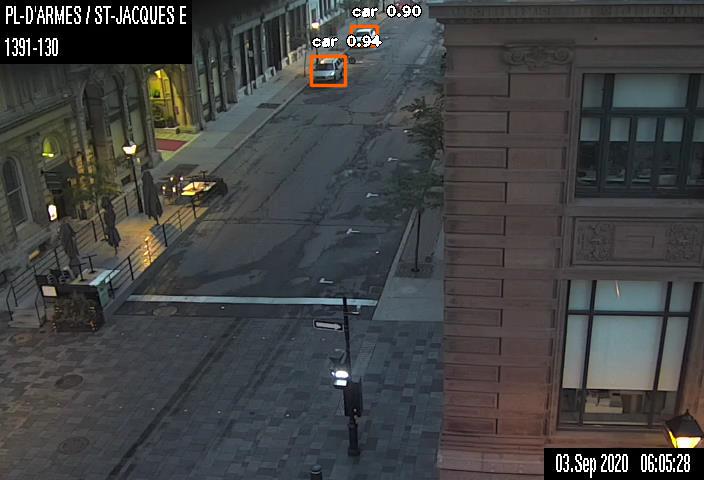 PL-D'ARMES / ST-JACQUES E
1391-130
car 0.90
car 0.94
03.Sep 2020 06:05:28